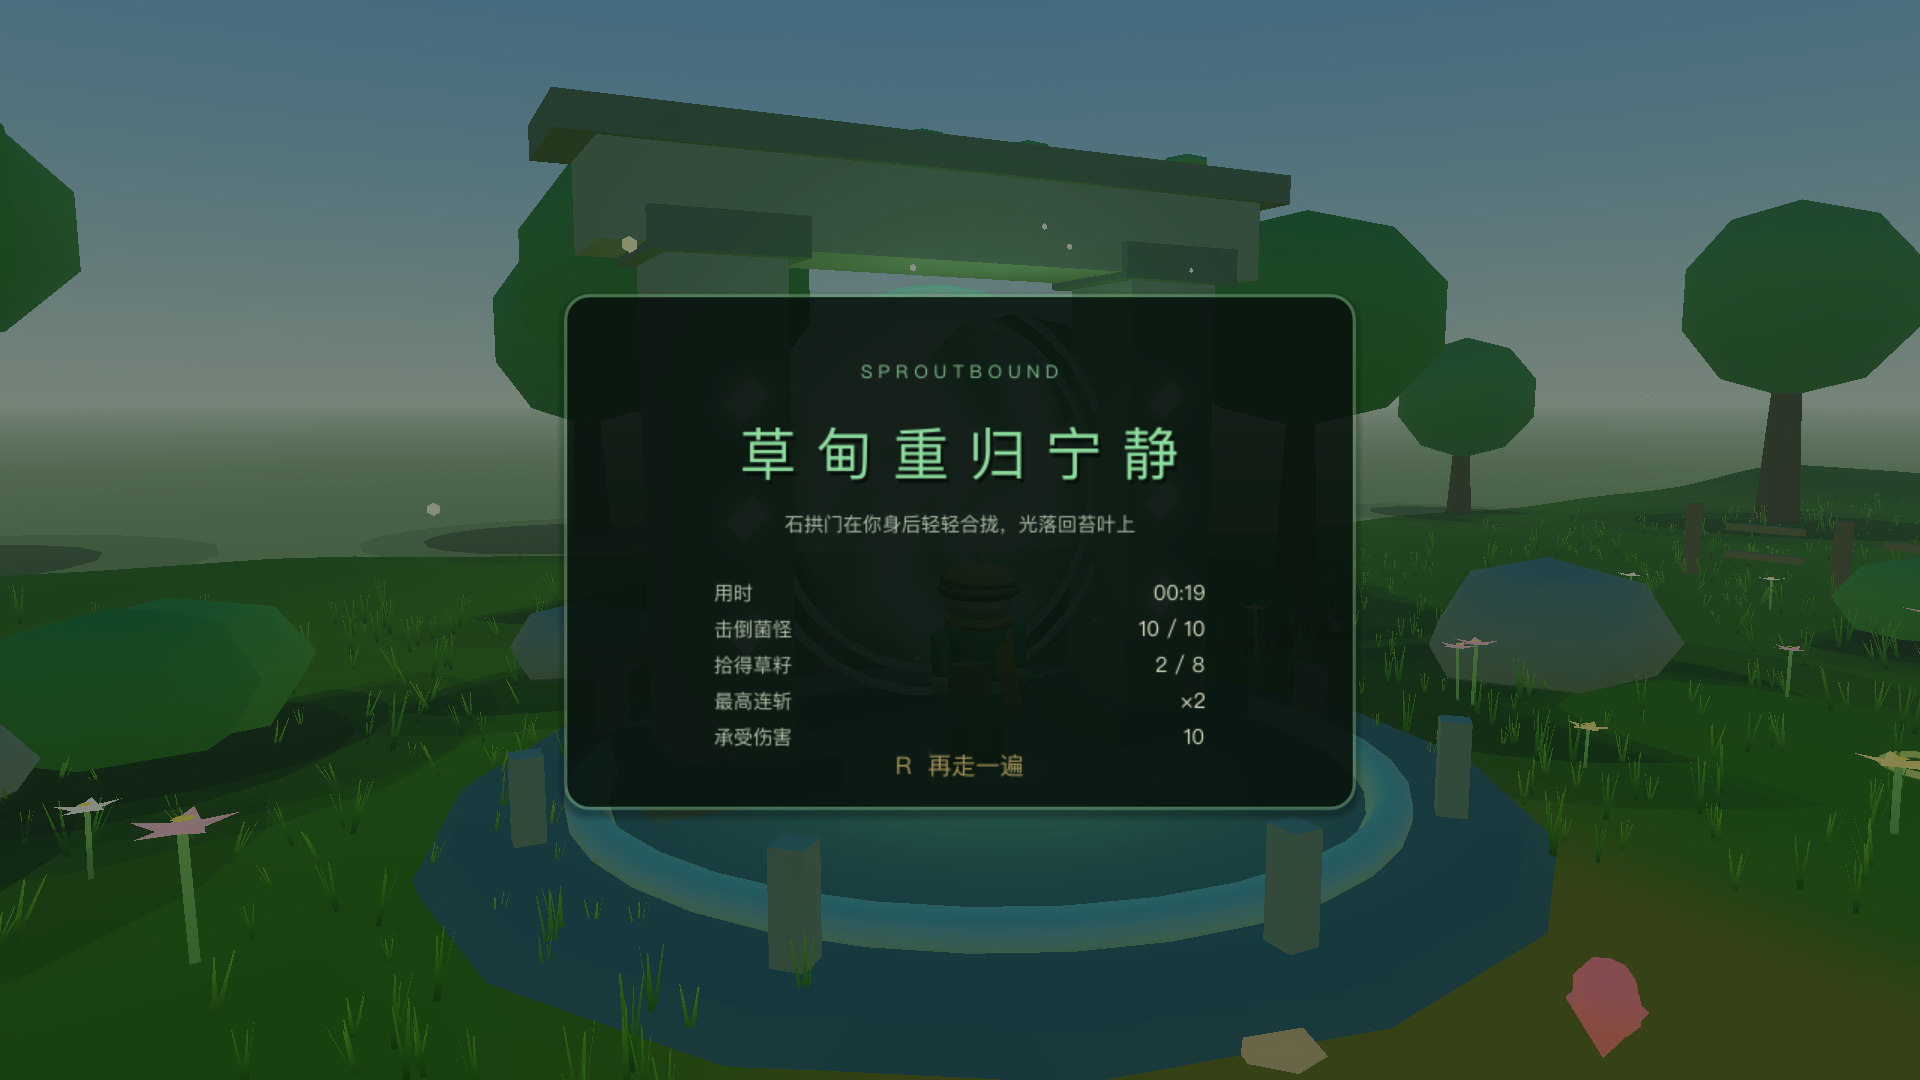 SPROUTBOUND
草甸重归宁静
石拱门在你身后轻轻合拢，光落回苔叶上
用时 00:19
击倒菌怪 10 / 10
拾得草籽 2 / 8
最高连斩 ×2
承受伤害 10
R 再走一遍